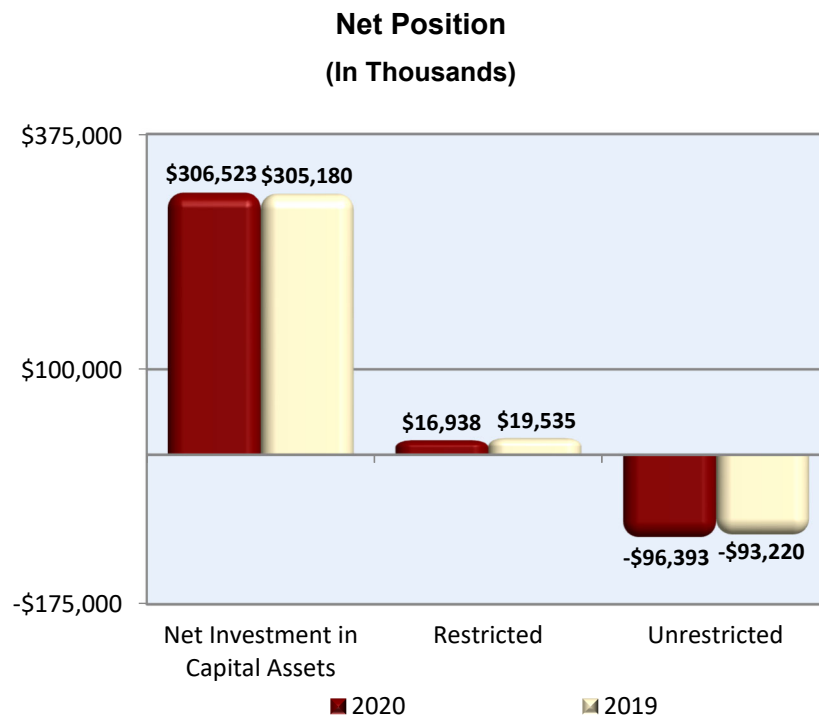 Net Position
(In Thousands)
$375,000
$306,523 $305,180
$100,000
$16,938 $19,535
-$96,393 -$93,220
-$175,000
Net Investment in Restricted Unrestricted
Capital Assets
2020 2019